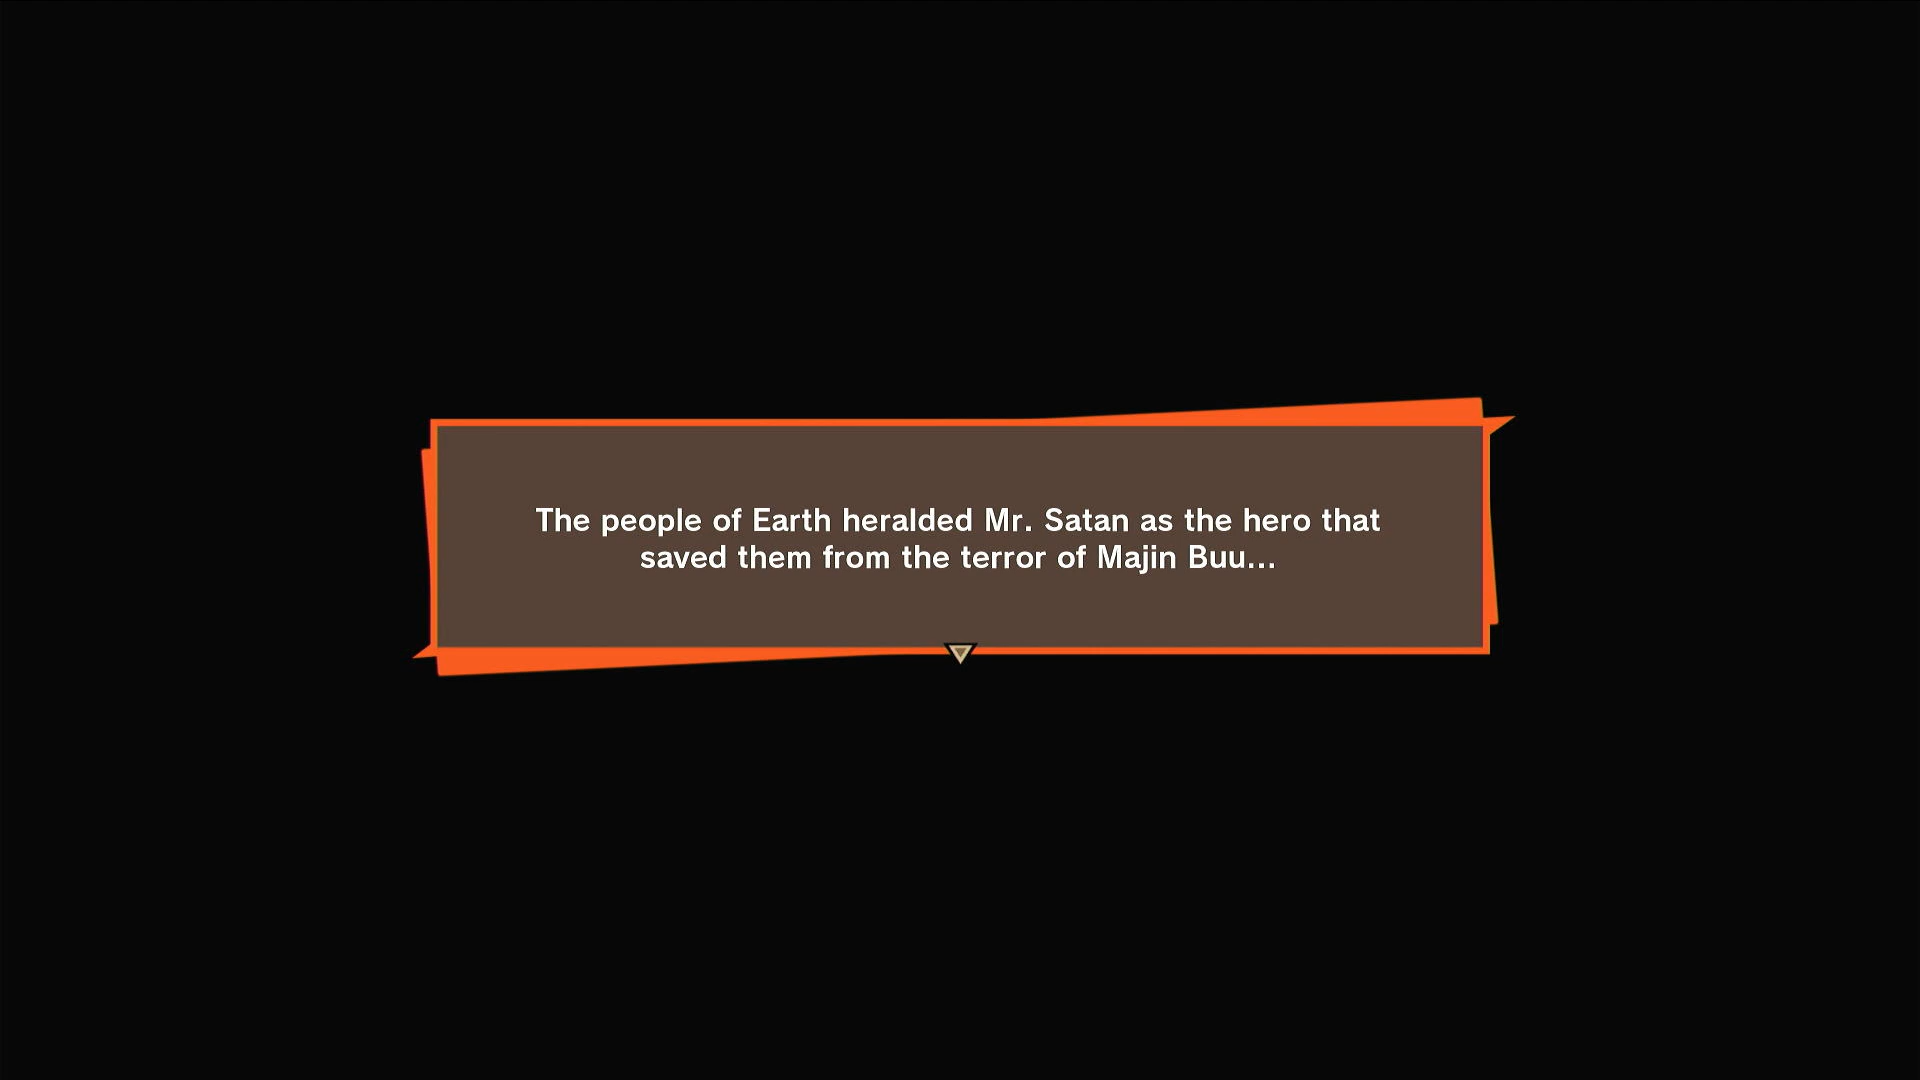 The people of Earth heralded Mr. Satan as the hero that
saved them from the terror of Majin Buu...